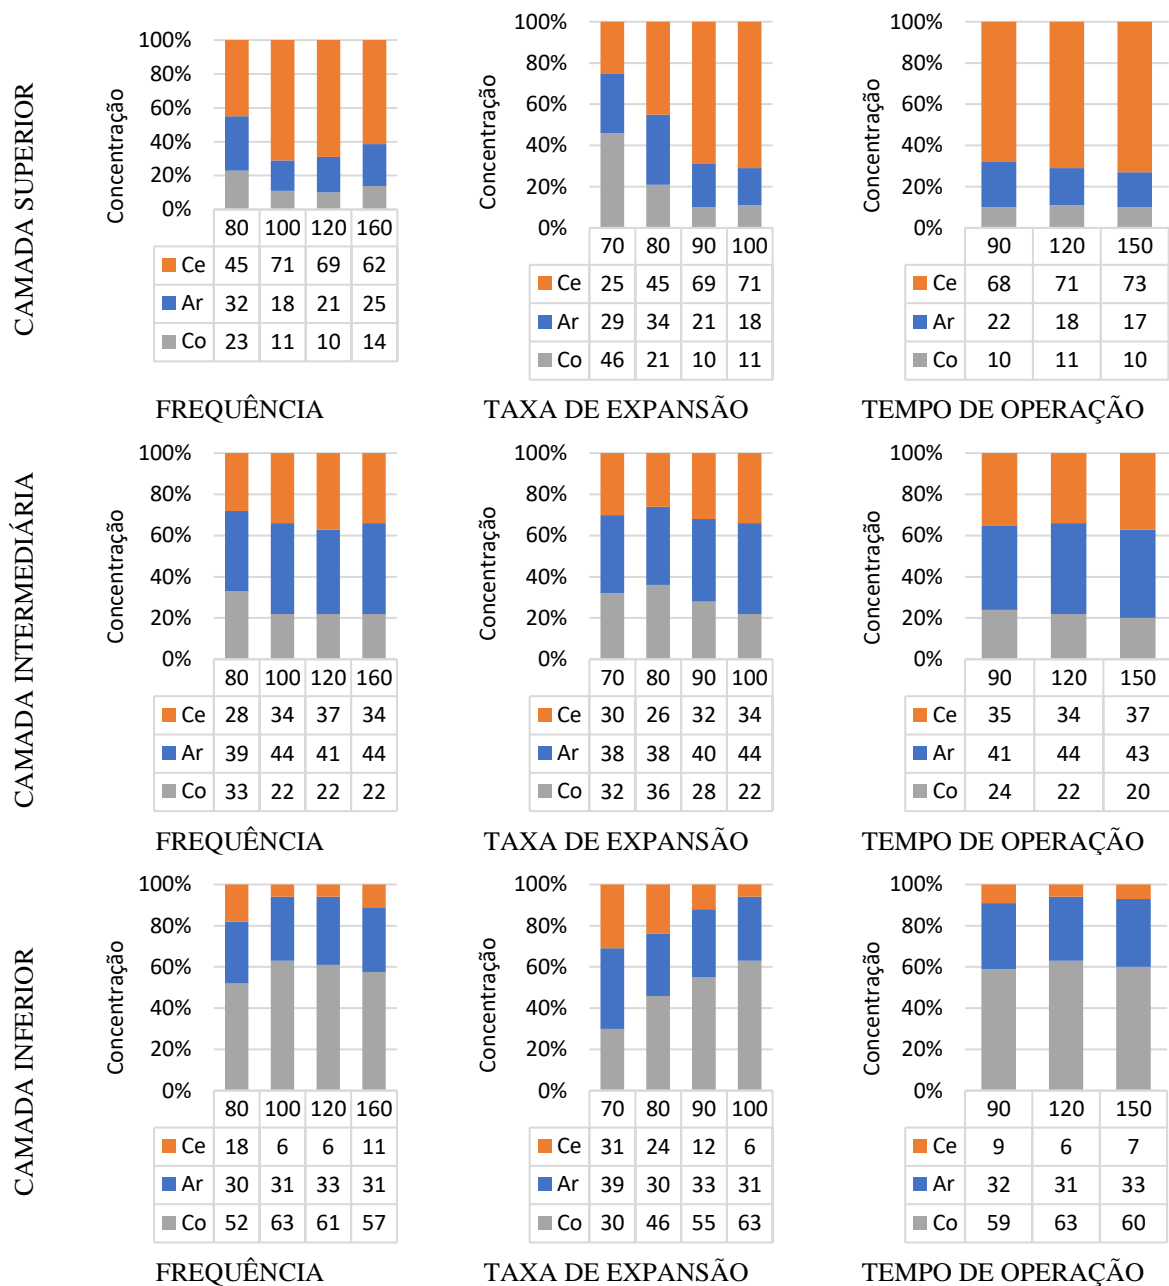 CAMADA SUPERIOR
Concentração
100%
80%
60%
40%
20%
0%
80 100 120 160
Ce 45 71 69 62
Ar 32 18 21 25
Co 23 11 10 14
FREQUÊNCIA
Concentração
100%
80%
60%
40%
20%
0%
70 80 90 100
Ce 25 45 69 71
Ar 29 34 21 18
Co 46 21 10 11
TAXA DE EXPANSÃO
Concentração
100%
80%
60%
40%
20%
0%
90 120 150
Ce 68 71 73
Ar 22 18 17
Co 10 11 10
TEMPO DE OPERAÇÃO
CAMADA INTERMEDIÁRIA
Concentração
100%
80%
60%
40%
20%
0%
80 100 120 160
Ce 28 34 37 34
Ar 39 44 41 44
Co 33 22 22 22
FREQUÊNCIA
Concentração
100%
80%
60%
40%
20%
0%
70 80 90 100
Ce 30 26 32 34
Ar 38 38 40 44
Co 32 36 28 22
TAXA DE EXPANSÃO
Concentração
100%
80%
60%
40%
20%
0%
90 120 150
Ce 35 34 37
Ar 41 44 43
Co 24 22 20
TEMPO DE OPERAÇÃO
CAMADA INFERIOR
Concentração
100%
80%
60%
40%
20%
0%
80 100 120 160
Ce 18 6 6 11
Ar 30 31 33 31
Co 52 63 61 57
FREQUÊNCIA
Concentração
100%
80%
60%
40%
20%
0%
70 80 90 100
Ce 31 24 12 6
Ar 39 30 33 31
Co 30 46 55 63
TAXA DE EXPANSÃO
Concentração
100%
80%
60%
40%
20%
0%
90 120 150
Ce 9 6 7
Ar 32 31 33
Co 59 63 60
TEMPO DE OPERAÇÃO